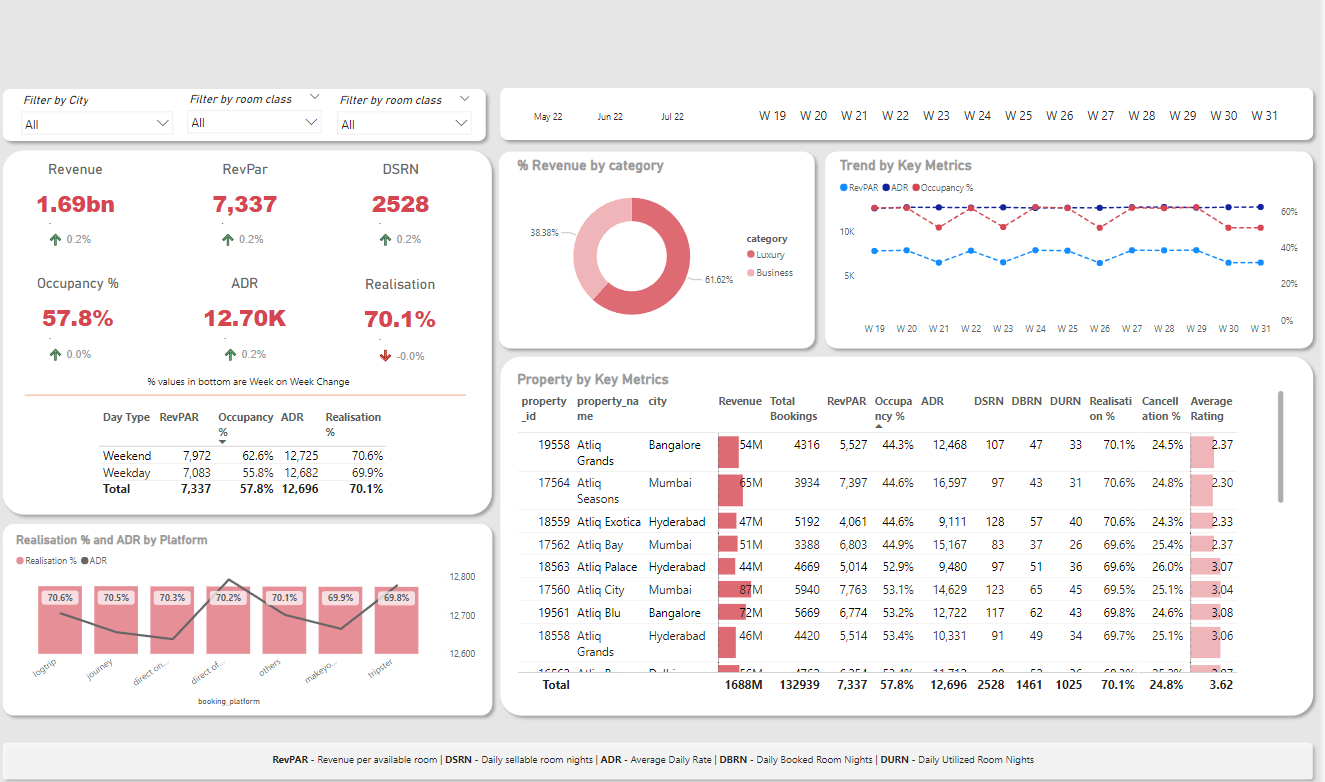 Filter by City
All
Filter by room class
All
Filter by room class
All
May 22 Jun 22 Jul 22
W 19 W 20 W 21 W 22 W 23 W 24 W 25 W 26 W 27 W 28 W 29 W 30 W 31
Revenue
1.69bn
0.2%
RevPar
7,337
0.2%
DSRN
2528
0.2%
Occupancy %
57.8%
0.0%
ADR
12.70K
0.2%
Realisation
70.1%
-0.0%
% values in bottom are Week on Week Change
Day Type RevPAR Occupancy % ADR Realisation %
Weekend 7,972 62.6% 12,725 70.6%
Weekday 7,083 55.8% 12,682 69.9%
Total 7,337 57.8% 12,696 70.1%
Realisation % and ADR by Platform
Realisation % ADR
70.6% 70.5% 70.3% 70.2% 70.1% 69.9% 69.8%
12,800
12,700
12,600
logtrip journey direct on... direct of... others makeyo... tripster
booking_platform
% Revenue by category
38.38%
61.62%
category
Luxury
Business
Trend by Key Metrics
RevPAR ADR Occupancy %
10K
5K
60%
40%
20%
0%
W 19 W 20 W 21 W 22 W 23 W 24 W 25 W 26 W 27 W 28 W 29 W 30 W 31
Property by Key Metrics
property property_na city Revenue Total RevPAR Occupa ADR DSRN DBRN DURN Realisati Cancell Average
_id me Bookings ncy % on % ation % Rating
19558 Atliq Bangalore 54M 4316 5,527 44.3% 12,468 107 47 33 70.1% 24.5% 2.37
Grands
17564 Atliq Mumbai 65M 3934 7,397 44.6% 16,597 97 43 31 70.6% 24.8% 2.30
Seasons
18559 Atliq Exotica Hyderabad 47M 5192 4,061 44.6% 9,111 128 57 40 70.6% 24.3% 2.33
17562 Atliq Bay Mumbai 51M 3388 6,803 44.9% 15,167 83 37 26 69.6% 25.4% 2.37
18563 Atliq Palace Hyderabad 44M 4669 5,014 52.9% 9,480 97 51 36 69.6% 26.0% 3.07
17560 Atliq City Mumbai 87M 5940 7,763 53.1% 14,629 123 65 45 69.5% 25.1% 3.04
19561 Atliq Blu Bangalore 72M 5669 6,774 53.2% 12,722 117 62 43 69.8% 24.6% 3.08
18558 Atliq Hyderabad 46M 4420 5,514 53.4% 10,331 91 49 34 69.7% 25.1% 3.06
Grands
Total 1688M 132939 7,337 57.8% 12,696 2528 1461 1025 70.1% 24.8% 3.62
RevPAR - Revenue per available room | DSRN - Daily sellable room nights | ADR - Average Daily Rate | DBRN - Daily Booked Room Nights | DURN - Daily Utilized Room Nights